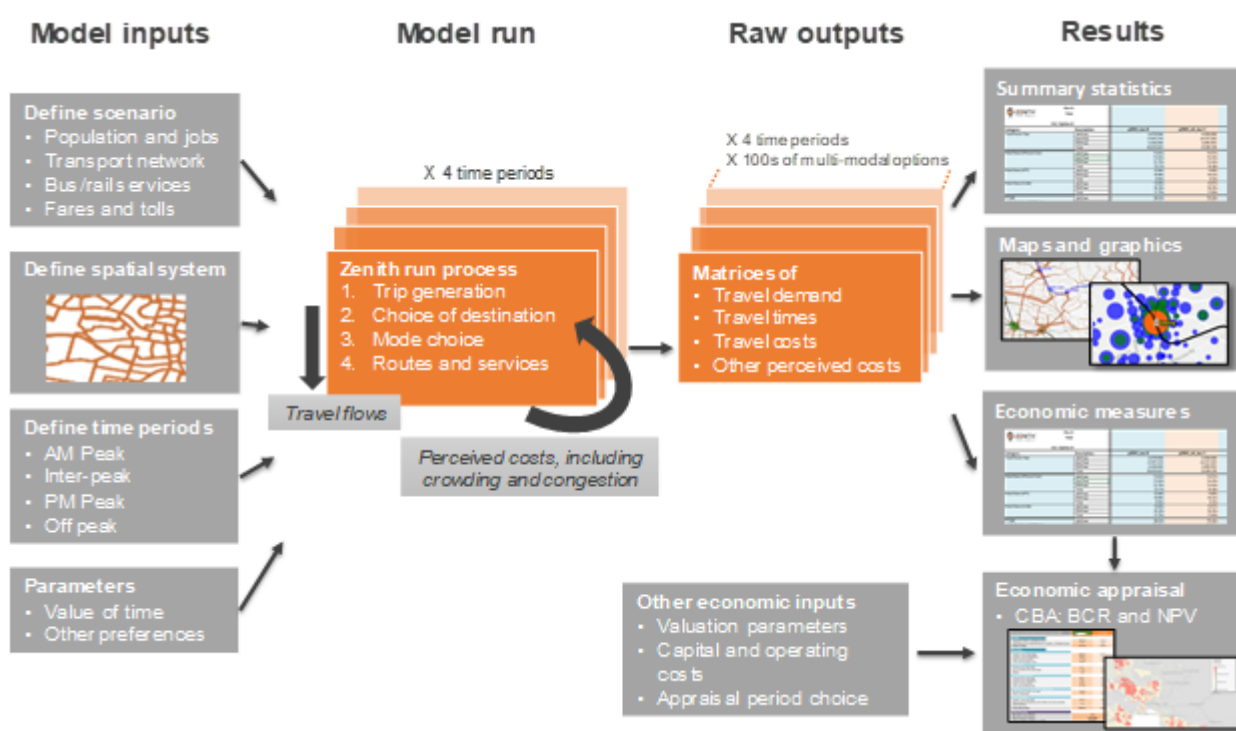 Model inputs
Model run
Raw outputs
Results
Define scenario
• Population and jobs
• Transport network
• Bus/rails ervices
• Fares and tolls
Define spatial system
Define time periods
• AM Peak
• Inter-peak
• PM Peak
• Off peak
Parameters
• Value of time
• Other preferences
X 4 time periods
Zenith run process
1. Trip generation
2. Choice of destination
3. Mode choice
4. Routes and services
Travel flows
Perceived costs, including
crowding and congestion
X 4 time periods
X 100s of multi-modal options
Matrices of
• Travel demand
• Travel times
• Travel costs
• Other perceived costs
Other economic inputs
• Valuation parameters
• Capital and operating
costs
• Appraisal period choice
Summary statistics
Maps and graphics
Economic measures
Economic appraisal
• CBA: BCR and NPV